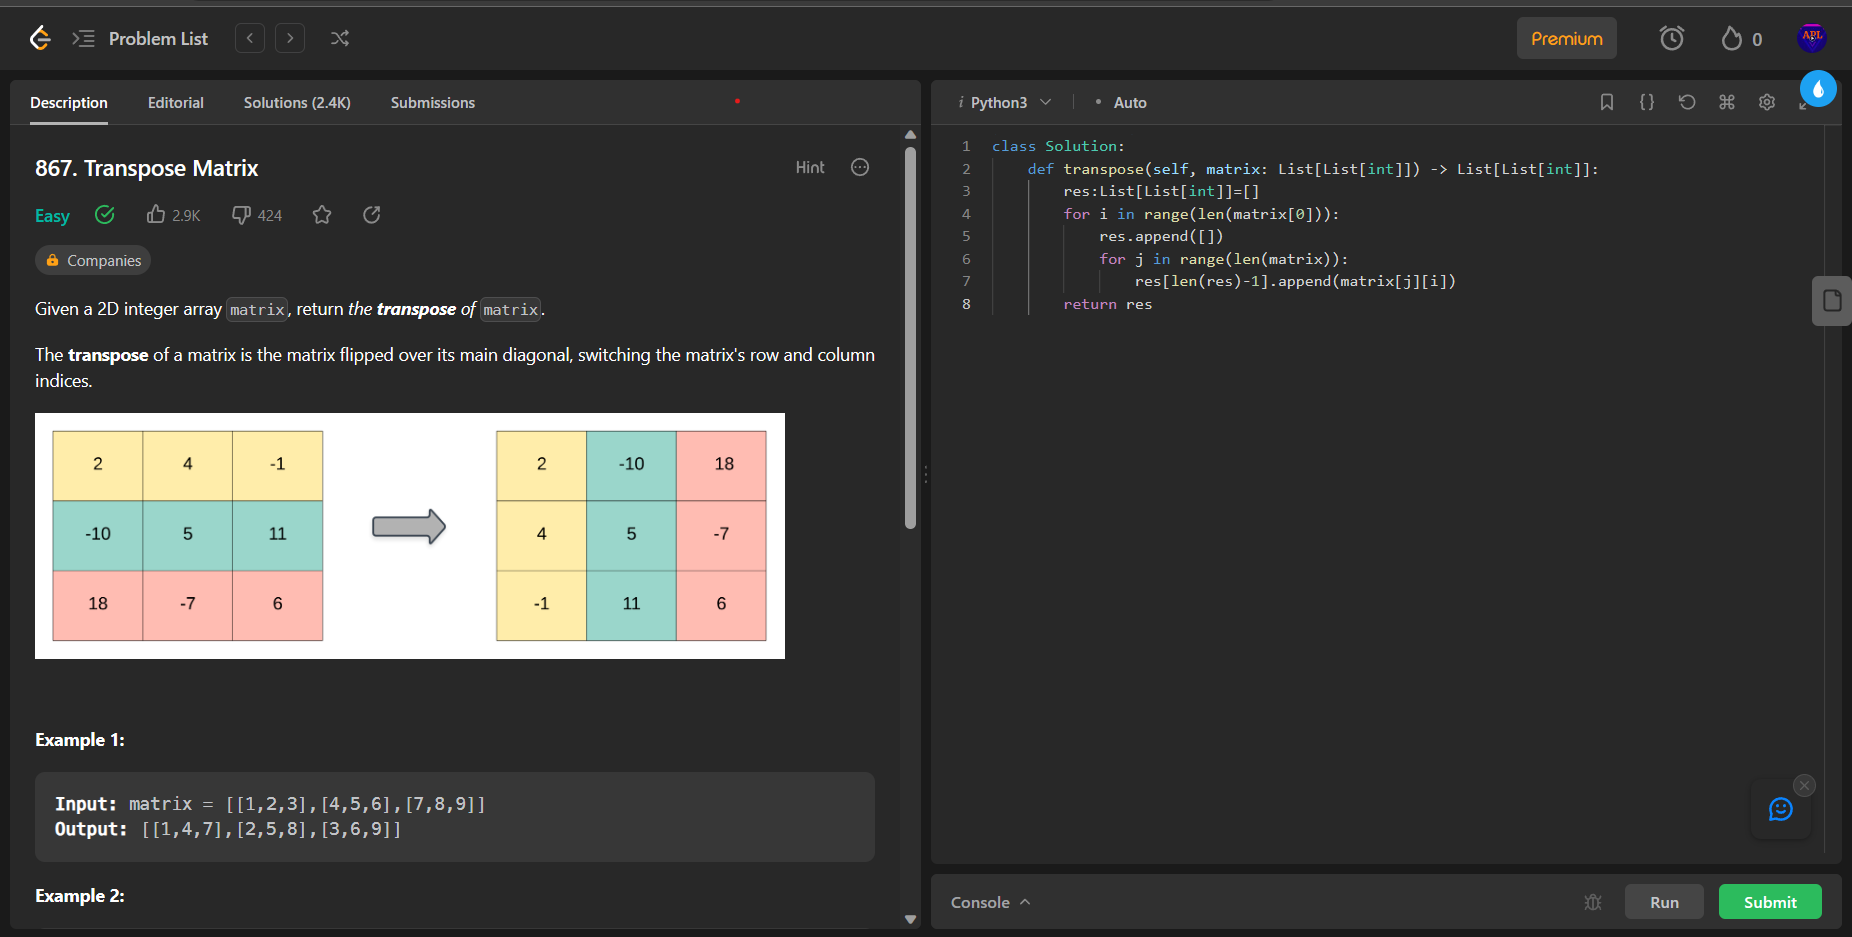 Problem List
Premium
0
APL
Description Editorial Solutions (2.4K) Submissions
867. Transpose Matrix
Hint
Easy 2.9K 424
Companies
Given a 2D integer array matrix, return the transpose of matrix.
The transpose of a matrix is the matrix flipped over its main diagonal, switching the matrix's row and column
indices.
2 4 -1
-10 5 11
18 -7 6
2 -10 18
4 5 -7
-1 11 6
Example 1:
Input: matrix = [[1,2,3],[4,5,6],[7,8,9]]
Output: [[1,4,7],[2,5,8],[3,6,9]]
Example 2:
i Python3 • Auto
1 class Solution:
2 def transpose(self, matrix: List[List[int]]) -> List[List[int]]:
3 res:List[List[int]]=[]
4 for i in range(len(matrix[0])):
5 res.append([])
6 for j in range(len(matrix)):
7 res[len(res)-1].append(matrix[j][i])
8 return res
Console
Run
Submit